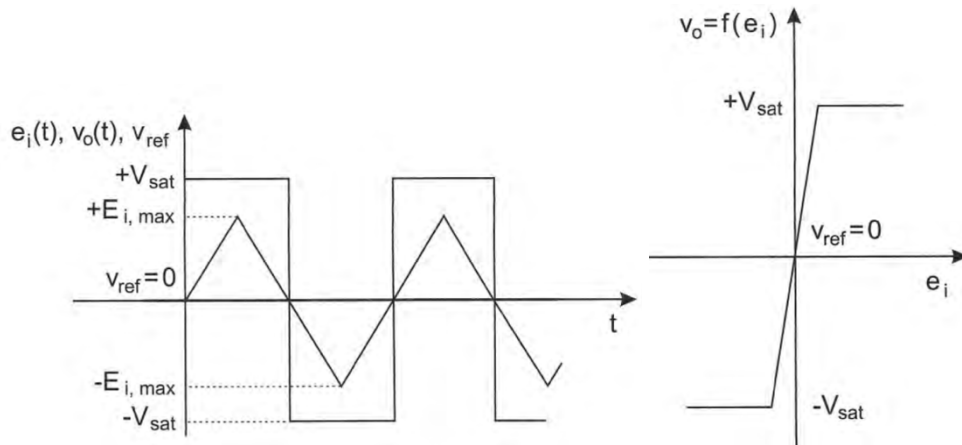 e_i(t), v_o(t), v_ref
+V_sat
+E_i, max
v_ref=0
t
-E_i, max
-V_sat
v_o=f(e_i)
+V_sat
v_ref=0
e_i
-V_sat